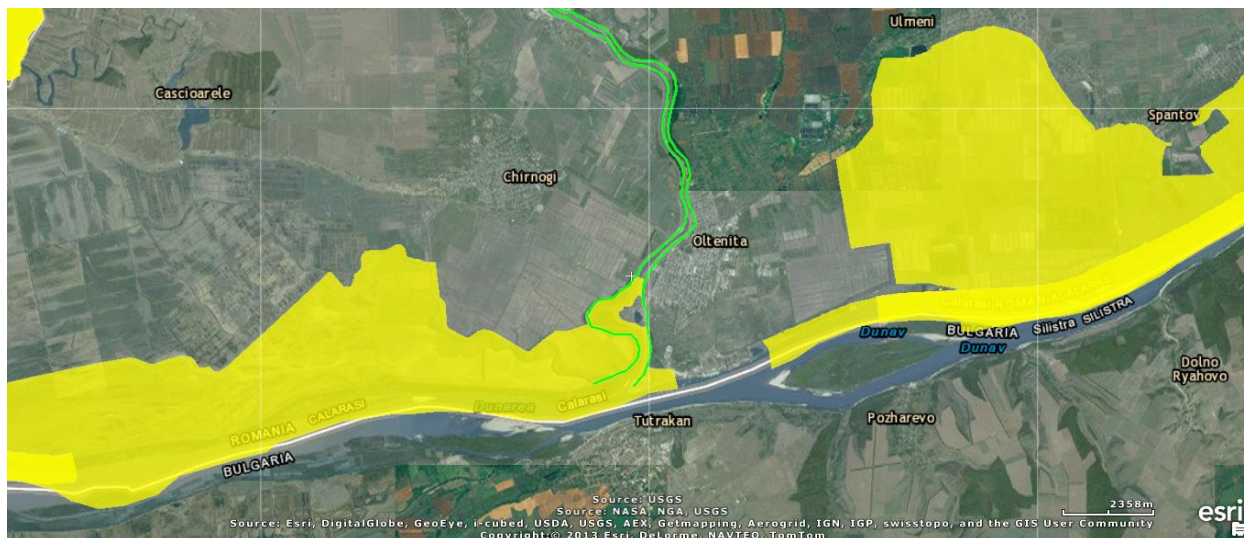 Ulmeni
Cascioarele
Spantov
Chirnogi
Oltenita
Calarasi ROMANIA CALARES
Dunav
BULGARIA Silistra SILISTRA
Dunav
Dolno
Ryahovo
Dunarea Calarasi
ROMANIA CALARASI
Tutrakan
Pozharevo
BULGARIA
Source: USGS
Source: NASA, NGA, USGS
2358m
esri
Source: Esri, DigitalGlobe, GeoEye, i-cubed, USDA, USGS, AEX, Getmapping, Aerogrid, IGN, IGP, swisstopo, and the GIS User Community
Copyright:© 2013 Esri, DeLorme, NAVTEQ, TomTom